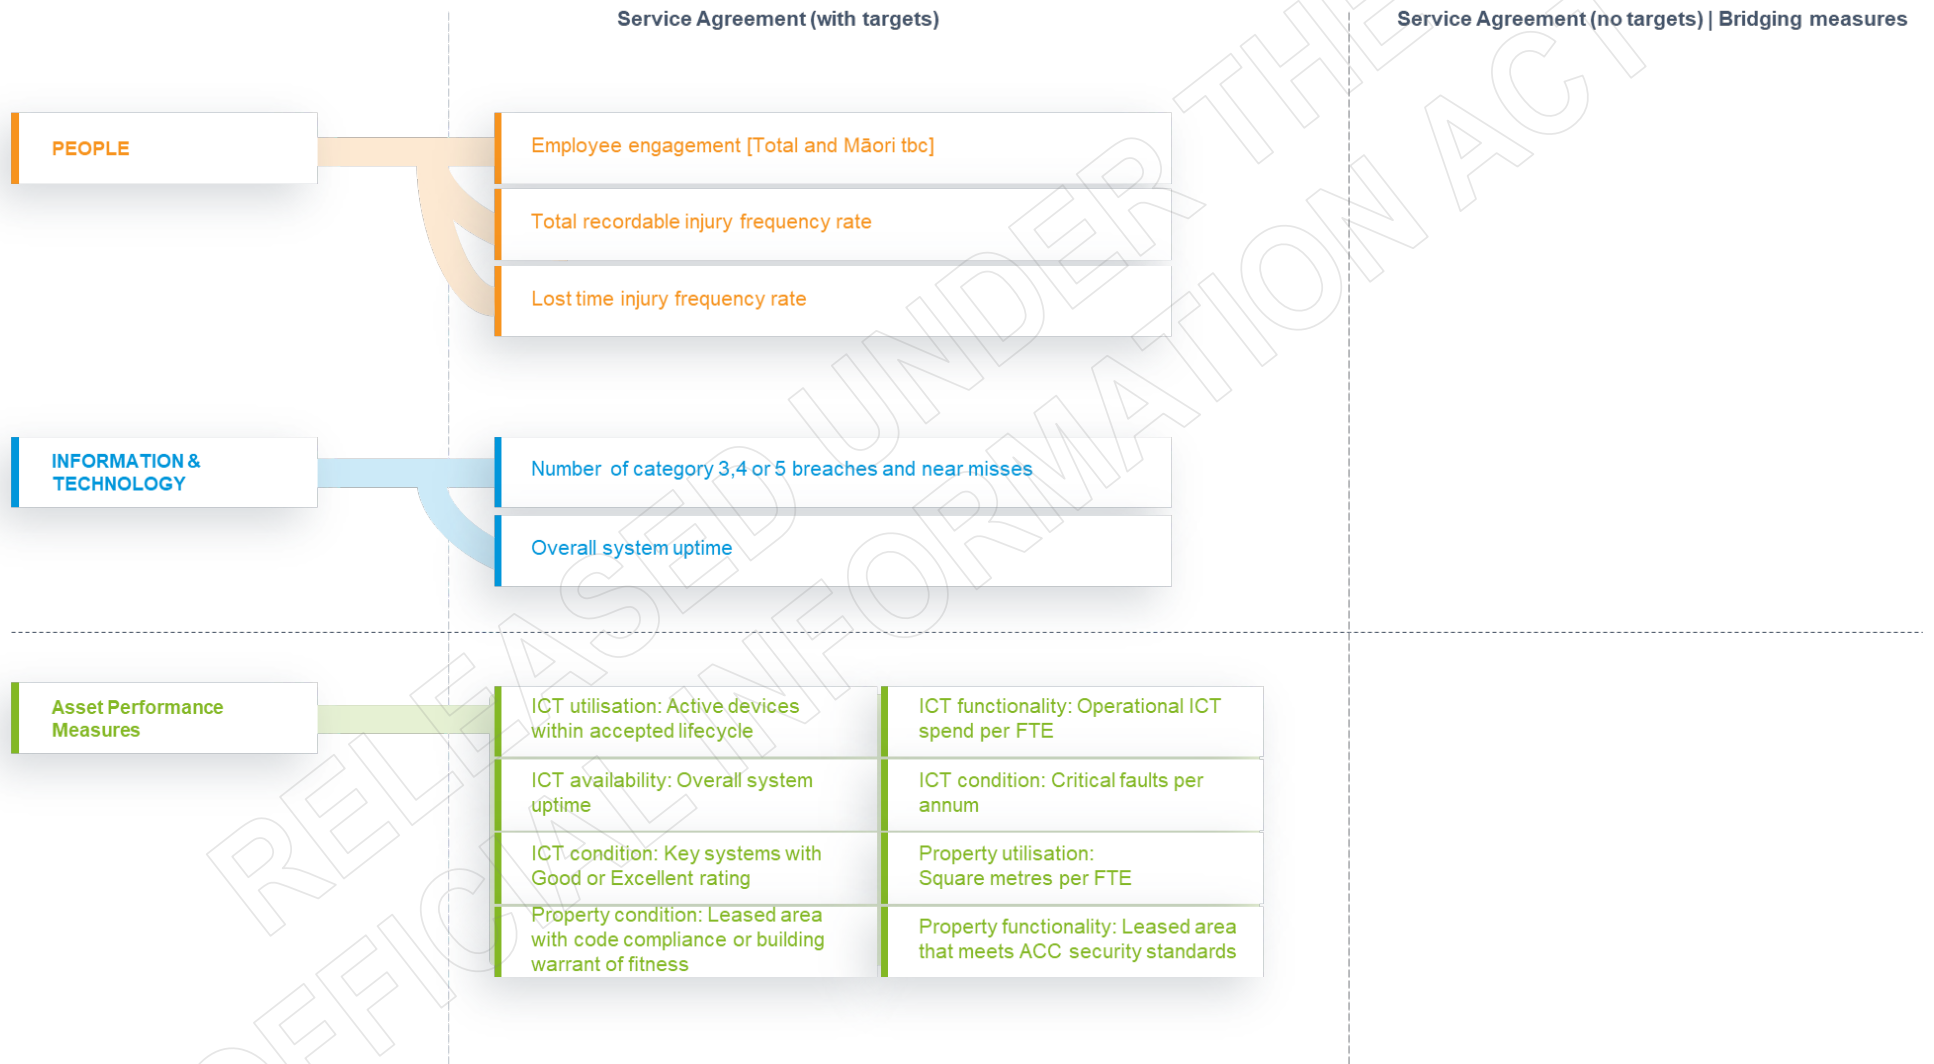 Service Agreement (with targets)
Service Agreement (no targets) | Bridging measures
PEOPLE
Employee engagement [Total and Māori tbc]
Total recordable injury frequency rate
Lost time injury frequency rate
INFORMATION &
TECHNOLOGY
Number of category 3,4 or 5 breaches and near misses
Overall system uptime
Asset Performance
Measures
ICT utilisation: Active devices
within accepted lifecycle
ICT functionality: Operational ICT
spend per FTE
ICT availability: Overall system
uptime
ICT condition: Critical faults per
annum
ICT condition: Key systems with
Good or Excellent rating
Property utilisation:
Square metres per FTE
Property condition: Leased area
with code compliance or building
warrant of fitness
Property functionality: Leased area
that meets ACC security standards
RELEASED UNDER THE
OFFICIAL INFORMATION ACT